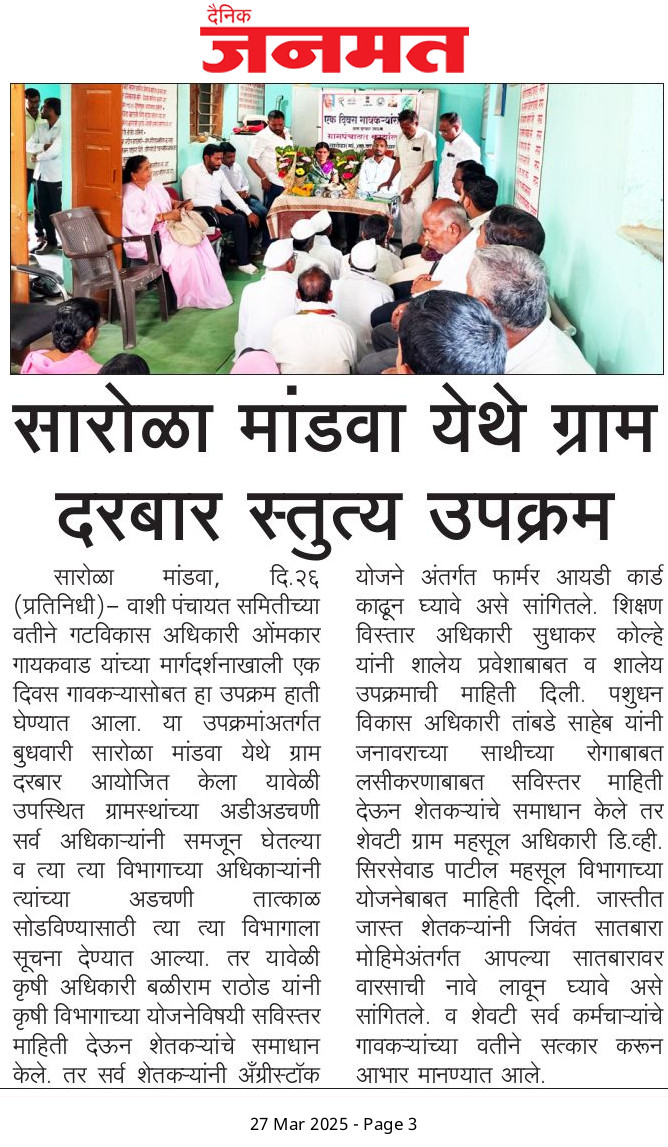 दैनिक
जनमत
एक दिवस गावकऱ्यांसोबत
सारोळा मांडवा येथे ग्राम
दरबार स्तुत्य उपक्रम
सारोळा मांडवा, दि.२६
(प्रतिनिधी)– वाशी पंचायत समितीच्या
वतीने गटविकास अधिकारी ओंमकार
गायकवाड यांच्या मार्गदर्शनाखाली एक
दिवस गावकऱ्यासोबत हा उपक्रम हाती
घेण्यात आला. या उपक्रमांअतर्गत
बुधवारी सारोळा मांडवा येथे ग्राम
दरबार आयोजित केला यावेळी
उपस्थित ग्रामस्थांच्या अडीअडचणी
सर्व अधिकाऱ्यांनी समजून घेतल्या
व त्या त्या विभागाच्या अधिकाऱ्यांनी
त्यांच्या अडचणी तात्काळ
सोडविण्यासाठी त्या त्या विभागाला
सूचना देण्यात आल्या. तर यावेळी
कृषी अधिकारी बळीराम राठोड यांनी
कृषी विभागाच्या योजनेविषयी सविस्तर
माहिती देऊन शेतकऱ्यांचे समाधान
केले. तर सर्व शेतकऱ्यांनी अँग्रीस्टॉक
योजने अंतर्गत फार्मर आयडी कार्ड
काढून घ्यावे असे सांगितले. शिक्षण
विस्तार अधिकारी सुधाकर कोल्हे
यांनी शालेय प्रवेशाबाबत व शालेय
उपक्रमाची माहिती दिली. पशुधन
विकास अधिकारी तांबडे साहेब यांनी
जनावराच्या साथीच्या रोगाबाबत
लसीकरणाबाबत सविस्तर माहिती
देऊन शेतकऱ्यांचे समाधान केले तर
शेवटी ग्राम महसूल अधिकारी डि.व्ही.
सिरसेवाड पाटील महसूल विभागाच्या
योजनेबाबत माहिती दिली. जास्तीत
जास्त शेतकऱ्यांनी जिवंत सातबारा
मोहिमेअंतर्गत आपल्या सातबारावर
वारसाची नावे लावून घ्यावे असे
सांगितले. व शेवटी सर्व कर्मचाऱ्यांचे
गावकऱ्यांच्या वतीने सत्कार करून
आभार मानण्यात आले.
27 Mar 2025 - Page 3